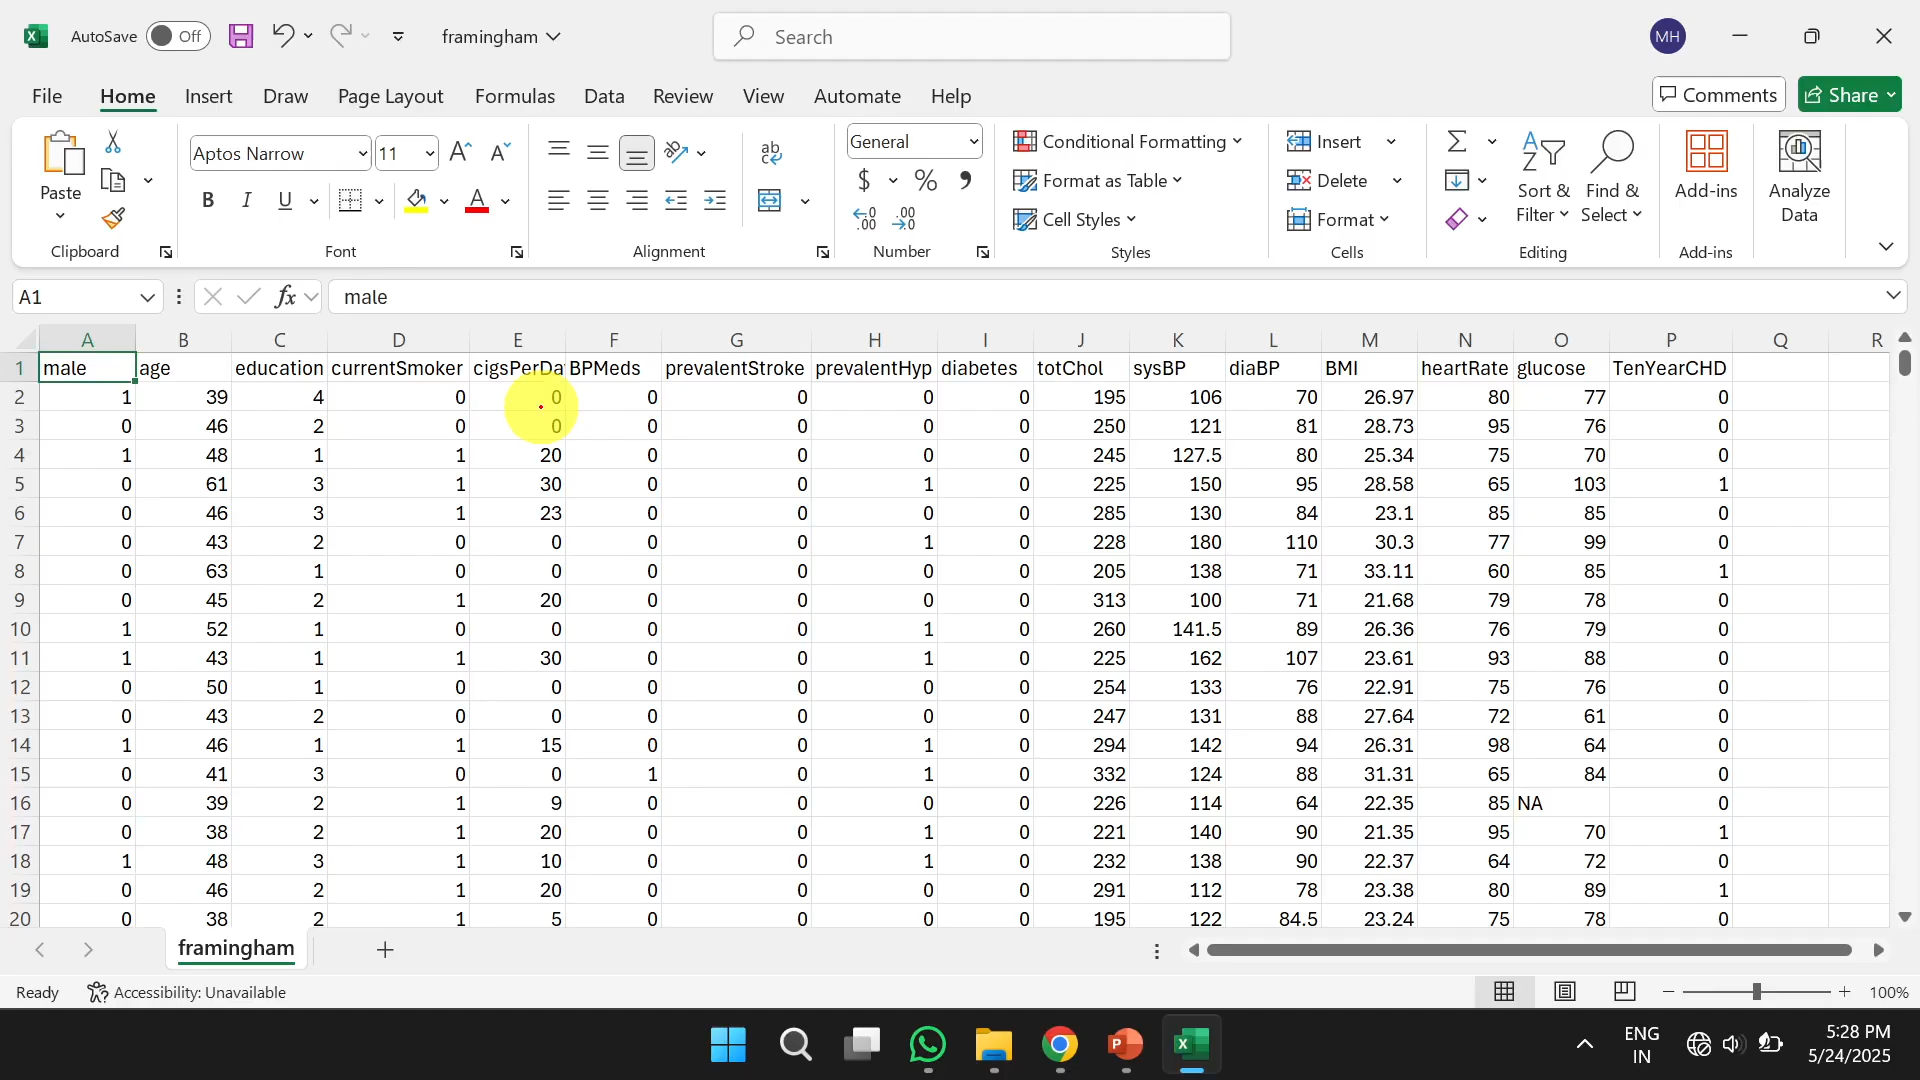 AutoSave Off framingham Search MH
File Home Insert Draw Page Layout Formulas Data Review View Automate Help Comments Share
Paste Aptos Narrow 11 B I U ab General $ % Conditional Formatting Format as Table Cell Styles Insert Delete Format Sort & Filter Find & Select Add-ins Analyze Data
Clipboard Font Alignment Number Styles Cells Editing Add-ins
A1 fx male
A B C D E F G H I J K L M N O P Q R
1 male age education currentSmoker cigsPerDa BPMeds prevalentStroke prevalentHyp diabetes totChol sysBP diaBP BMI heartRate glucose TenYearCHD
2 1 39 4 0 0 0 0 0 0 195 106 70 26.97 80 77 0
3 0 46 2 0 0 0 0 0 0 250 121 81 28.73 95 76 0
4 1 48 1 1 20 0 0 0 0 245 127.5 80 25.34 75 70 0
5 0 61 3 1 30 0 0 1 0 225 150 95 28.58 65 103 1
6 0 46 3 1 23 0 0 0 0 285 130 84 23.1 85 85 0
7 0 43 2 0 0 0 0 1 0 228 180 110 30.3 77 99 0
8 0 63 1 0 0 0 0 0 0 205 138 71 33.11 60 85 1
9 0 45 2 1 20 0 0 0 0 313 100 71 21.68 79 78 0
10 1 52 1 0 0 0 0 1 0 260 141.5 89 26.36 76 79 0
11 1 43 1 1 30 0 0 1 0 225 162 107 23.61 93 88 0
12 0 50 1 0 0 0 0 0 0 254 133 76 22.91 75 76 0
13 0 43 2 0 0 0 0 0 0 247 131 88 27.64 72 61 0
14 1 46 1 1 15 0 0 1 0 294 142 94 26.31 98 64 0
15 0 41 3 0 0 1 0 1 0 332 124 88 31.31 65 84 0
16 0 39 2 1 9 0 0 0 0 226 114 64 22.35 85 NA 0
17 0 38 2 1 20 0 0 1 0 221 140 90 21.35 95 70 1
18 1 48 3 1 10 0 0 1 0 232 138 90 22.37 64 72 0
19 0 46 2 1 20 0 0 0 0 291 112 78 23.38 80 89 1
20 0 38 2 1 5 0 0 0 0 195 122 84.5 23.24 75 78 0
framingham
Ready Accessibility: Unavailable 100%
ENG 5:28 PM
IN 5/24/2025